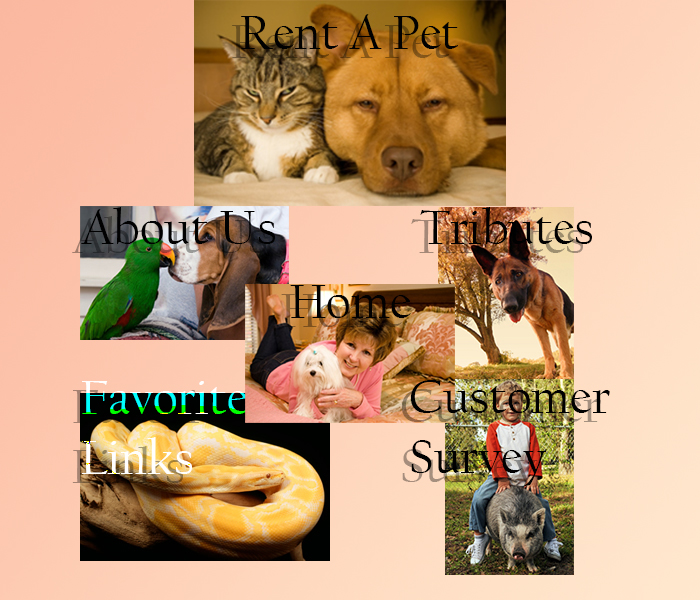 Rent A Pet
About Us
Tributes
Home
Favorite
Links
Customer
Survey